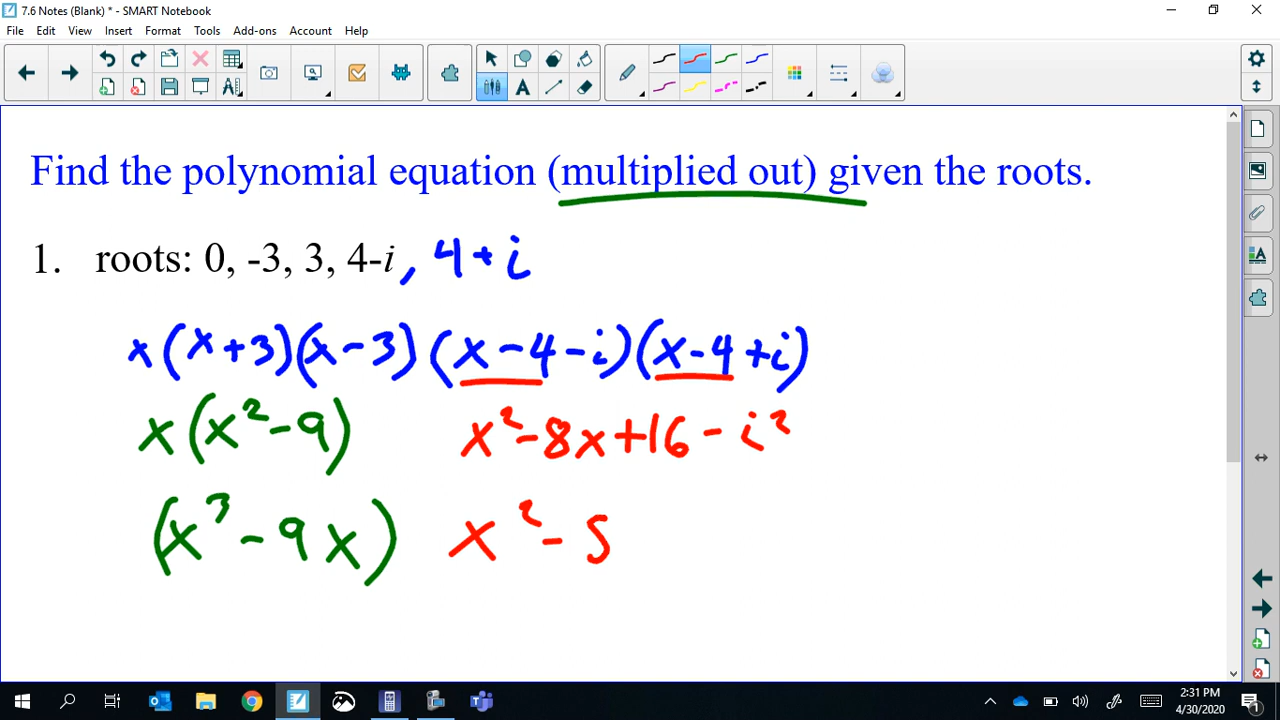 7.6 Notes (Blank) * - SMART Notebook
File Edit View Insert Format Tools Add-ons Account Help
Find the polynomial equation (multiplied out) given the roots.
1. roots: 0, -3, 3, 4-i, 4+i
x(x+3)(x-3)(x-4-i)(x-4+i)
x(x²-9) x²-8x+16-i²
(x³-9x) x²-
2:31 PM
4/30/2020
1